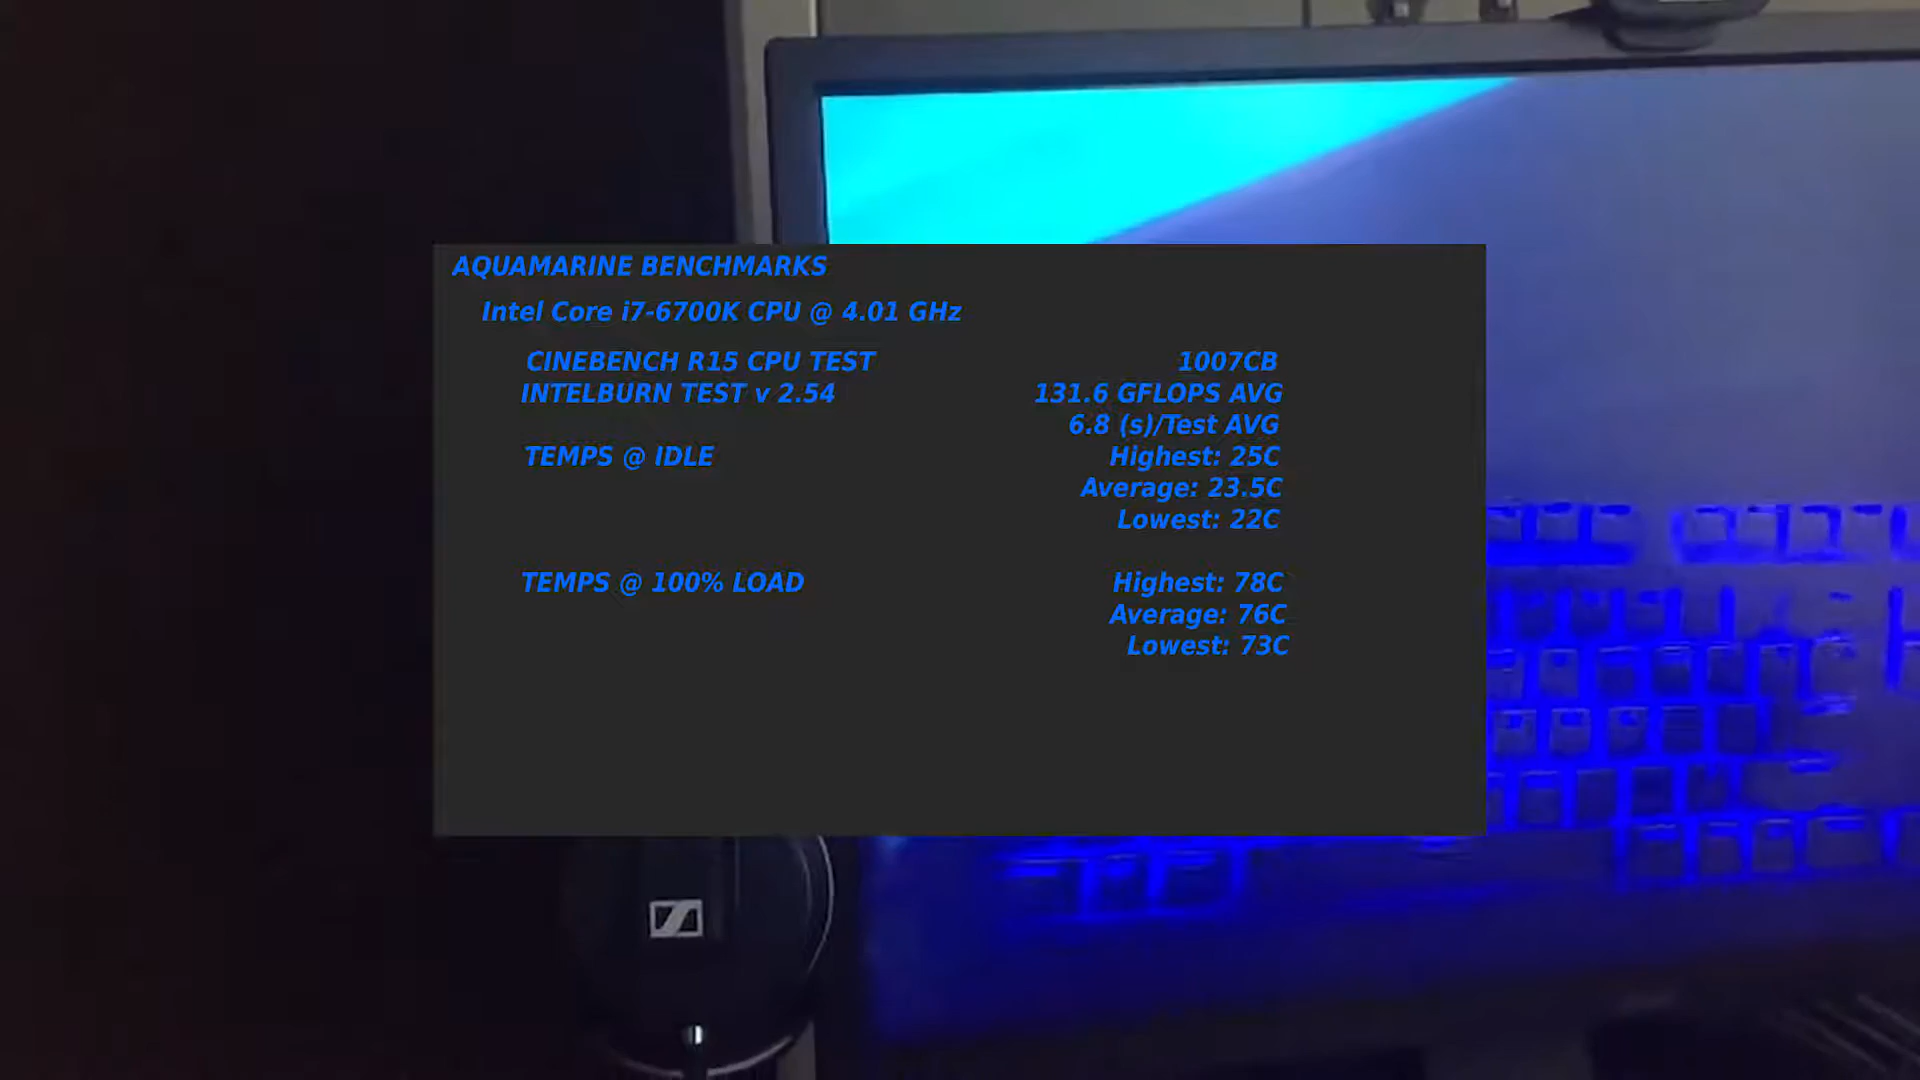 AQUAMARINE BENCHMARKS
Intel Core i7-6700K CPU @ 4.01 GHz
CINEBENCH R15 CPU TEST 1007CB
INTELBURN TEST v 2.54 131.6 GFLOPS AVG
6.8 (s)/Test AVG
TEMPS @ IDLE Highest: 25C
Average: 23.5C
Lowest: 22C
TEMPS @ 100% LOAD Highest: 78C
Average: 76C
Lowest: 73C